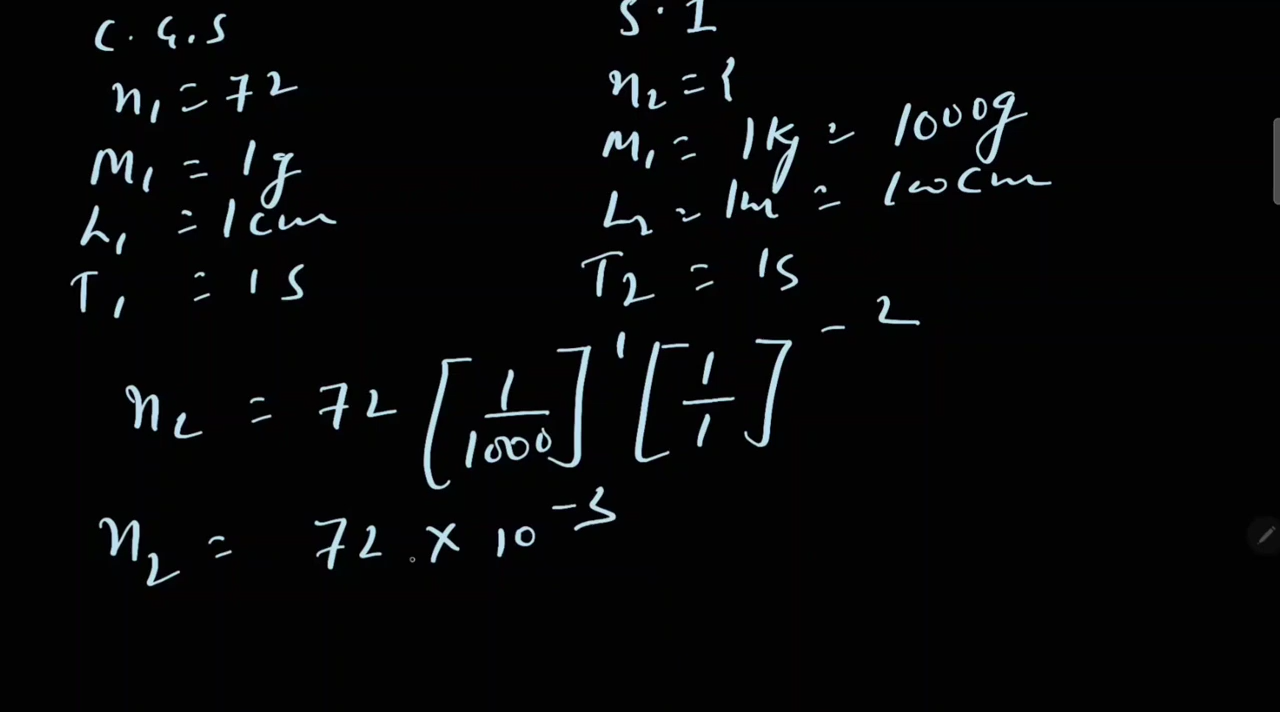 C.G.S
S.I
n₁ = 72
n₂ = ?
M₁ = 1g
M₁ = 1kg = 1000g
L₁ = 1cm
L₂ = 1m = 100cm
T₁ = 1s
T₂ = 1s
n₂ = 72 [1/1000]¹ [1/1]⁻²
n₂ = 72 × 10⁻³